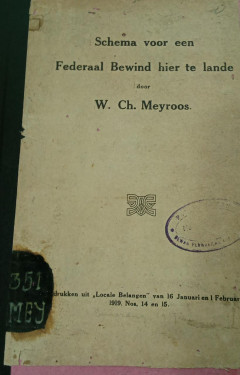 Schema voor een
Federaal Bewind hier te lande
door
W. Ch. Meyroos.
351
MEY
drukken uit „Locale Belangen" van 16 Januari en 1 Februar
1919, Nos. 14 en 15.